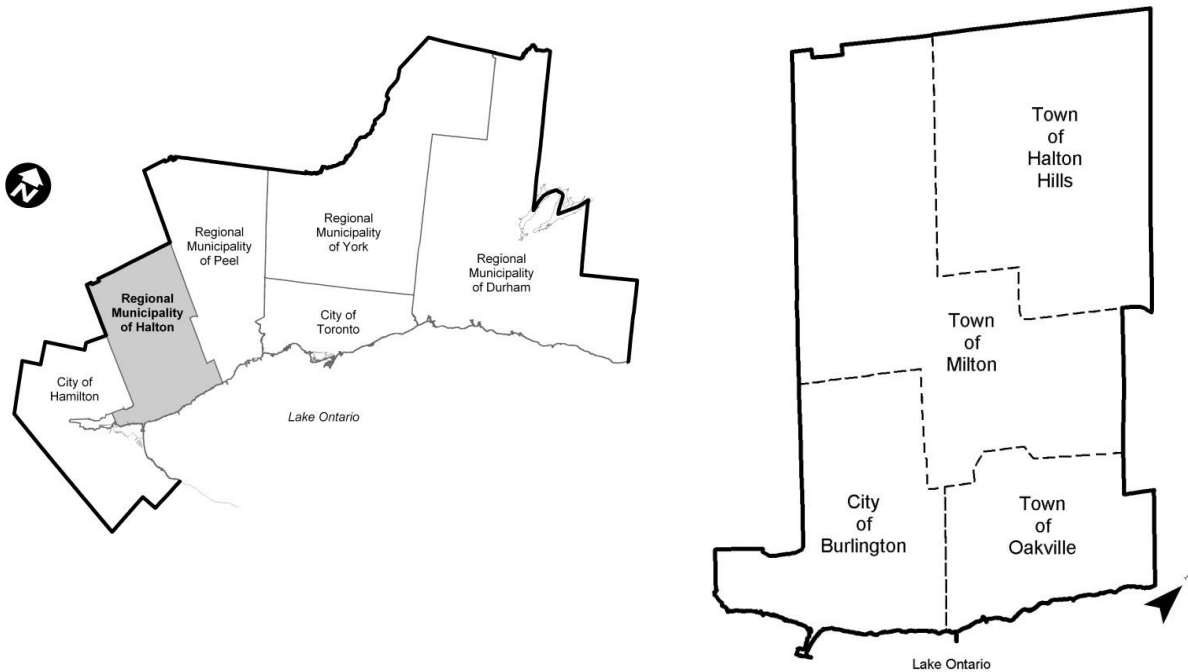 N
Regional
Municipality
of Peel
Regional
Municipality
of York
Regional
Municipality
of Durham
Regional
Municipality
of Halton
City of
Toronto
City of
Hamilton
Lake Ontario
Town
of
Halton
Hills
Town
of
Milton
City
of
Burlington
Town
of
Oakville
Lake Ontario